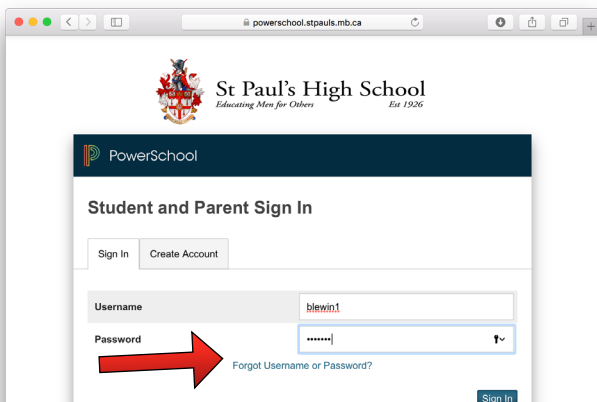 powerschool.stpauls.mb.ca
St Paul's High School
Educating Men for Others Est 1926
PowerSchool
Student and Parent Sign In
Sign In Create Account
Username blewin1
Password •••••••
Forgot Username or Password?
Sign In